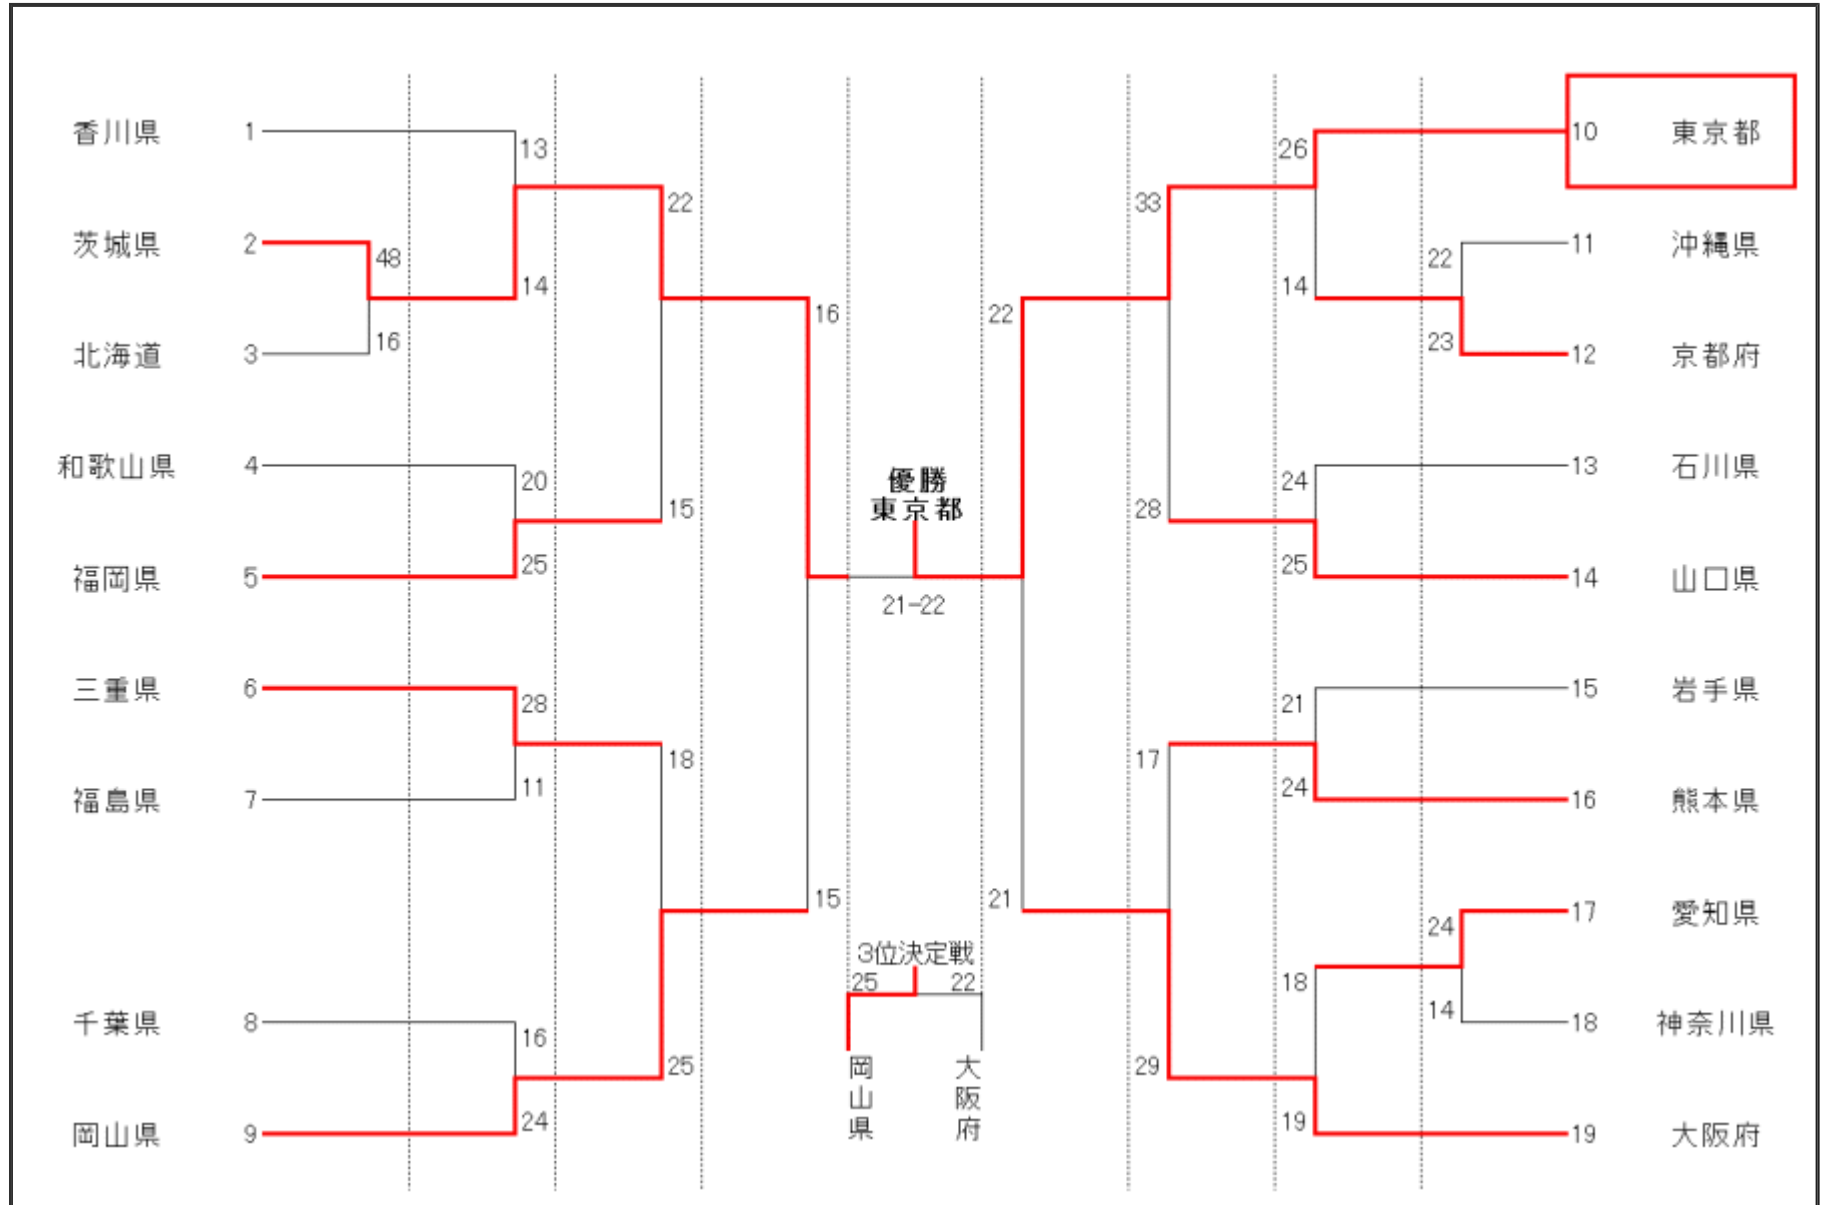 香川県 1 13
22
茨城県 2 48
14
16
北海道 3 16
和歌山県 4 20
15
福岡県 5 25
三重県 6 28
18
福島県 7 11
15
千葉県 8 16
25
岡山県 9 24
優勝
東京都
21-22
3位決定戦
25 22
岡山県
大阪府
26 10 東京都
33
22 11 沖縄県
14
22
23 12 京都府
24 13 石川県
28
25 14 山口県
21 15 岩手県
17
24 16 熊本県
21
24 17 愛知県
18
14 18 神奈川県
29
19 19 大阪府